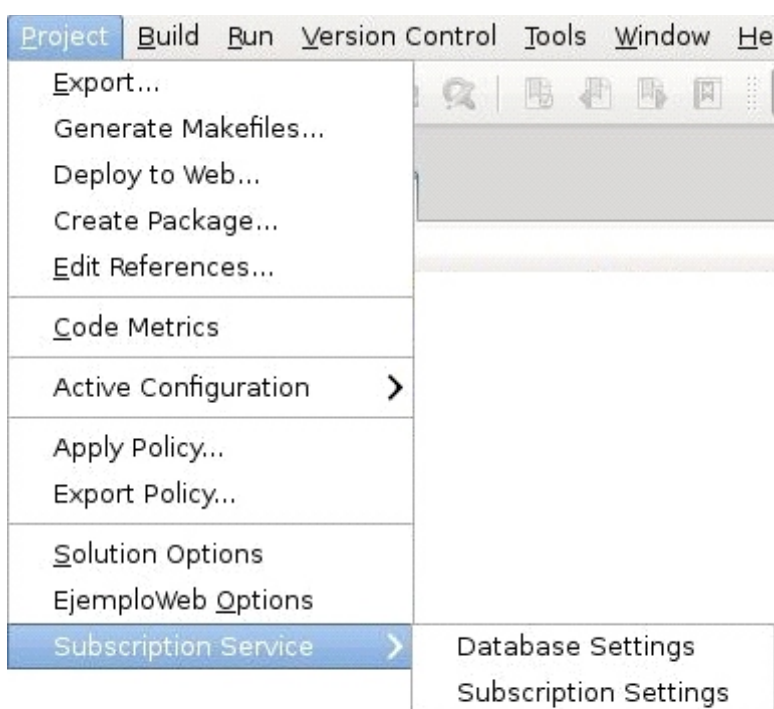 Project Build Run Version Control Tools Window He
Export...
Generate Makefiles...
Deploy to Web...
Create Package...
Edit References...
Code Metrics
Active Configuration
Apply Policy...
Export Policy...
Solution Options
EjemploWeb Options
Subscription Service
Database Settings
Subscription Settings